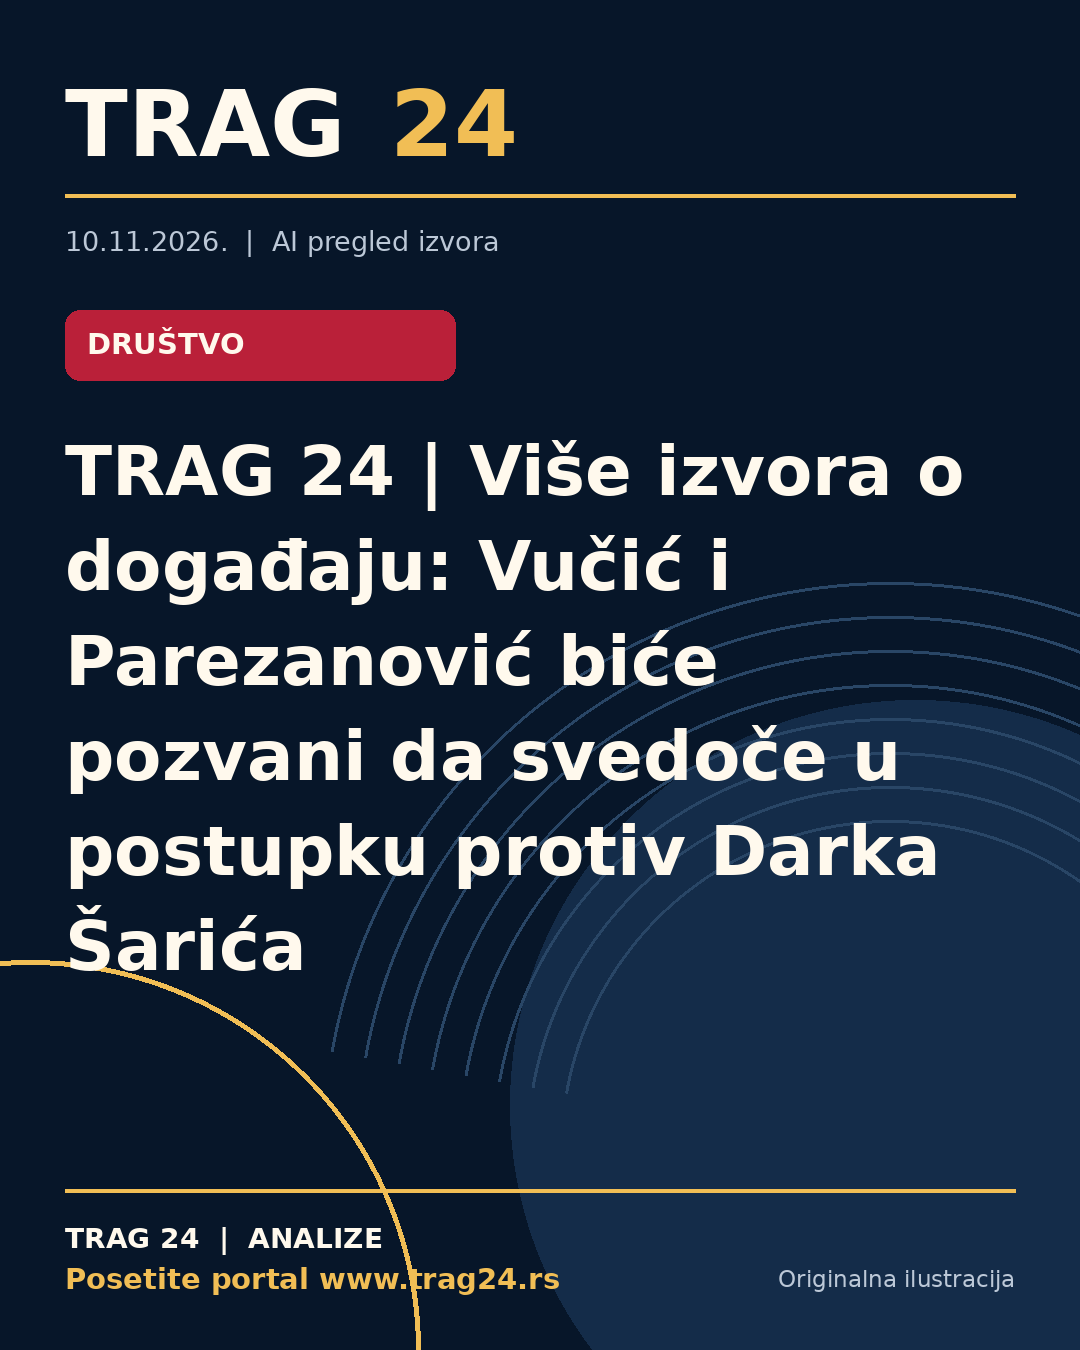 TRAG 24
10.11.2026. | AI pregled izvora
DRUŠTVO
TRAG 24 | Više izvora o
događaju: Vučić i
Parezanović biće
pozvani da svedoče u
postupku protiv Darka
Šarića
TRAG 24 | ANALIZE
Posetite portal www.trag24.rs
Originalna ilustracija